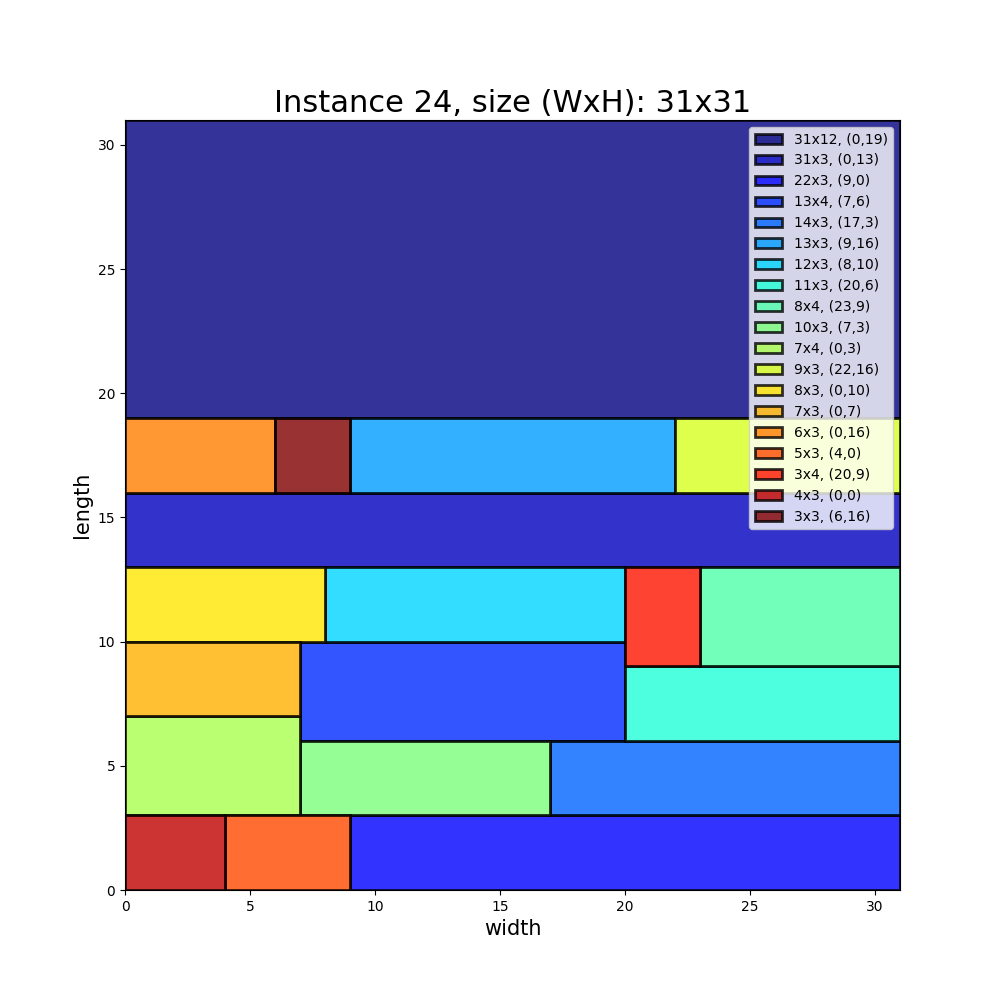 Instance 24, size (WxH): 31x31
31x12, (0,19)
31x3, (0,13)
22x3, (9,0)
13x4, (7,6)
14x3, (17,3)
13x3, (9,16)
12x3, (8,10)
11x3, (20,6)
8x4, (23,9)
10x3, (7,3)
7x4, (0,3)
9x3, (22,16)
8x3, (0,10)
7x3, (0,7)
6x3, (0,16)
5x3, (4,0)
3x4, (20,9)
4x3, (0,0)
3x3, (6,16)
30
25
20
15
10
5
0
length
0 5 10 15 20 25 30
width